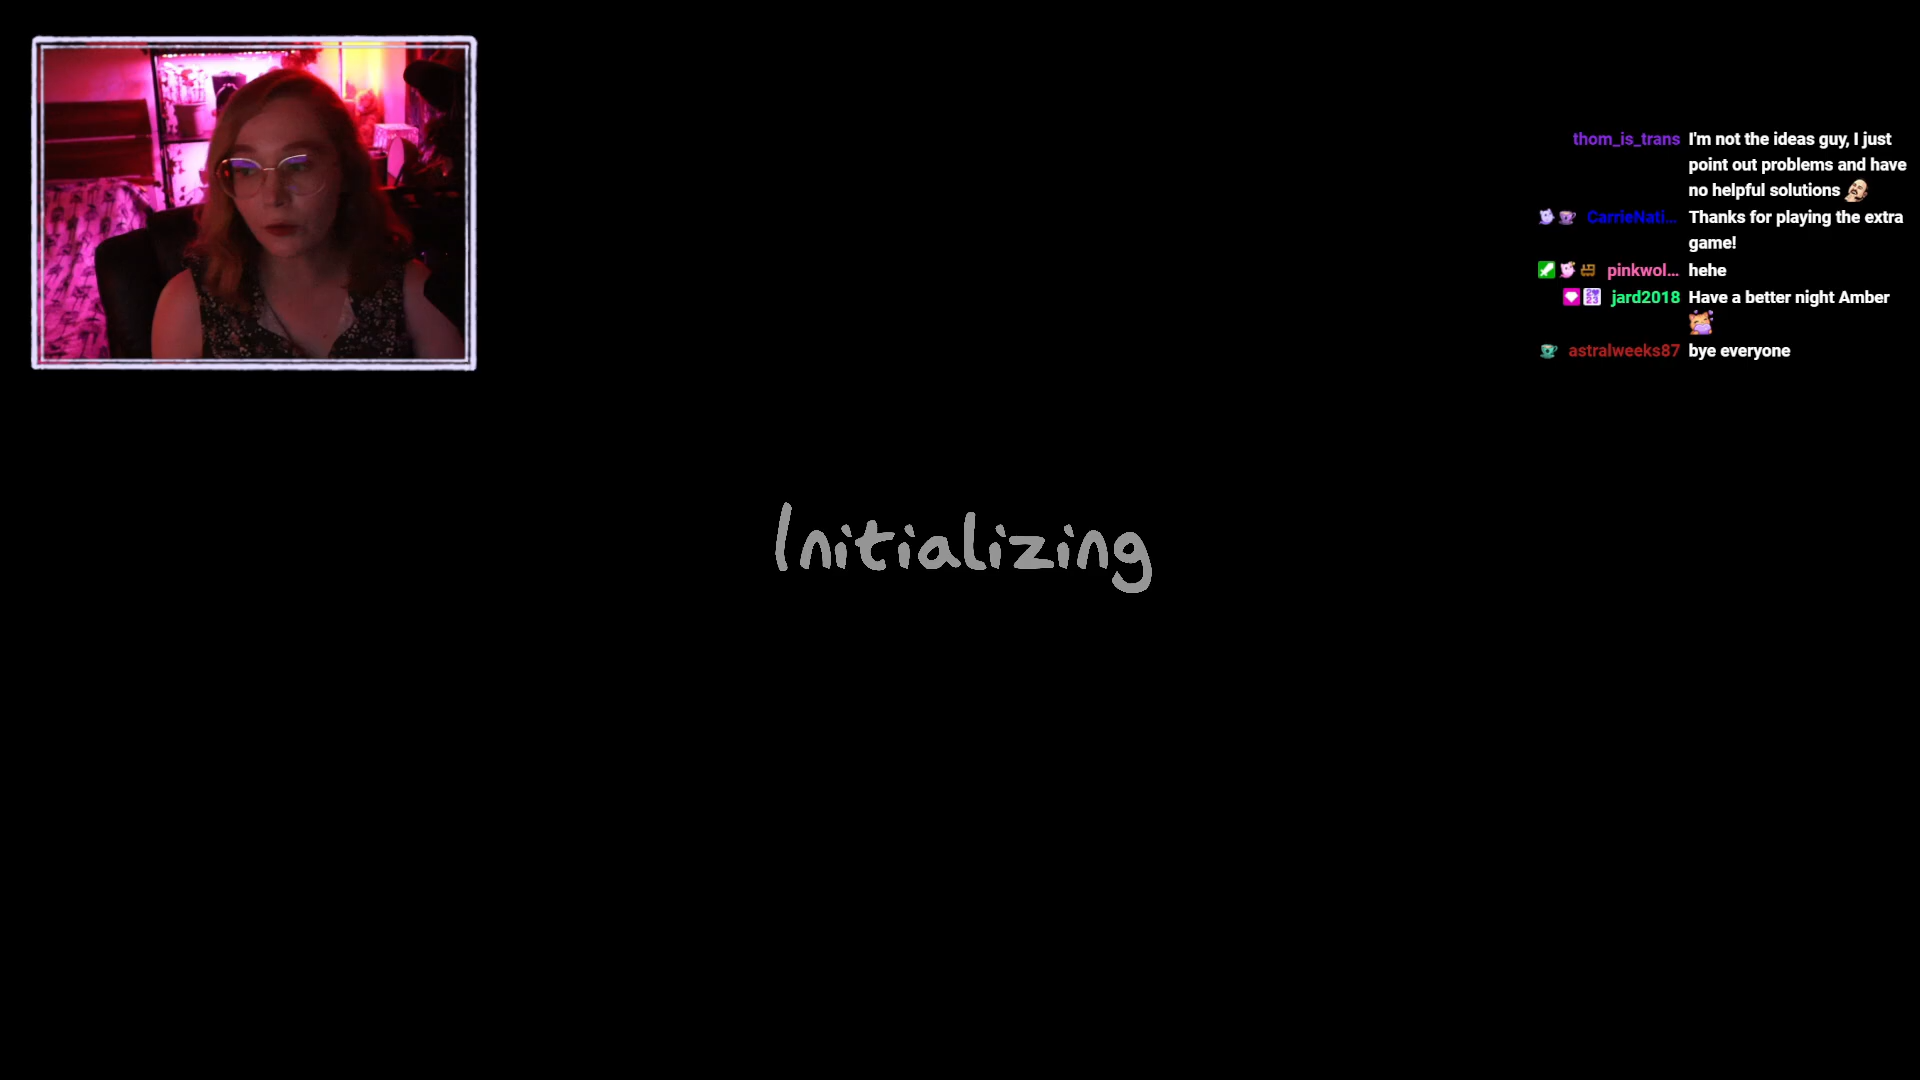 thom_is_trans I'm not the ideas guy, I just
point out problems and have
no helpful solutions
CarrieNati... Thanks for playing the extra
game!
pinkwol... hehe
jard2018 Have a better night Amber
astralweeks87 bye everyone
Initializing